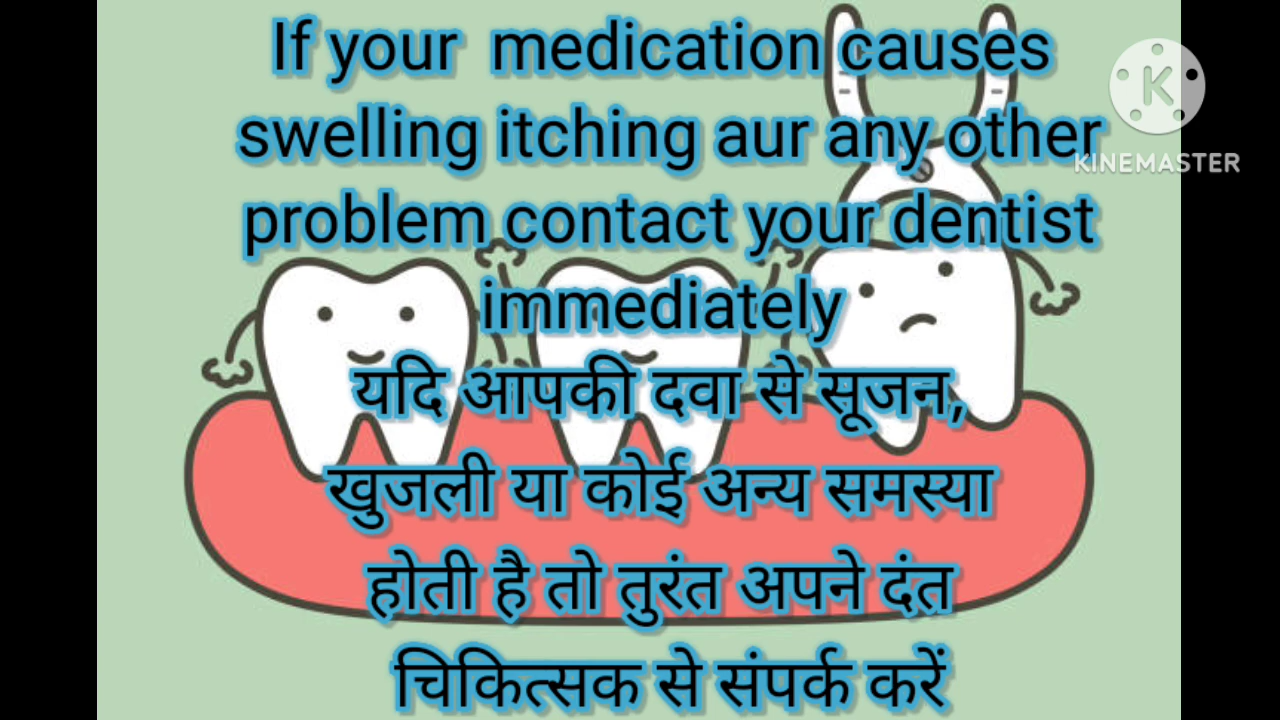 If your medication causes
swelling itching aur any other
problem contact your dentist
immediately
यदि आपकी दवा से सूजन,
खुजली या कोई अन्य समस्या
होती है तो तुरंत अपने दंत
चिकित्सक से संपर्क करें
K
KINEMASTER